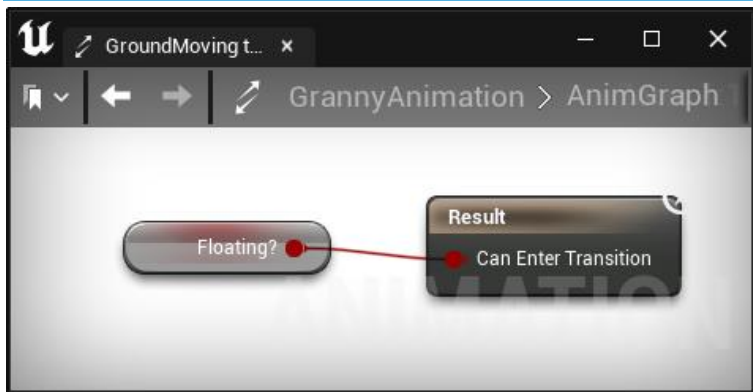 GroundMoving t...
GrannyAnimation > AnimGraph
Floating?
Result
Can Enter Transition
ANIMATION